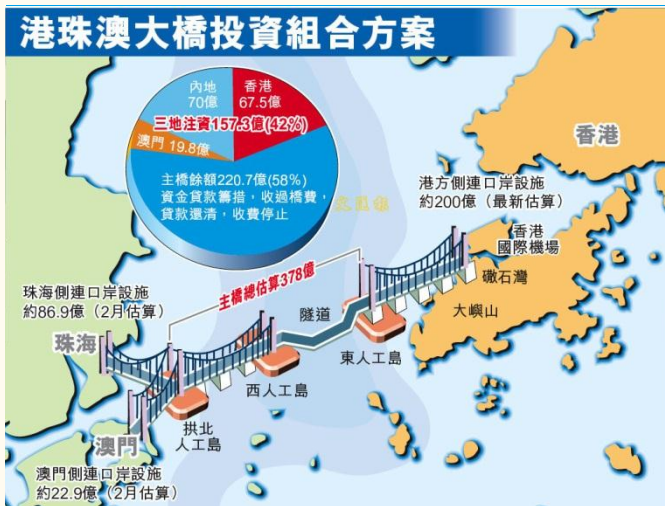 港珠澳大橋投資組合方案
內地
70億
香港
67.5億
三地注資157.3億(42%)
澳門 19.8億
主橋餘額220.7億(58%)
資金貸款籌措，收過橋費，
貸款還清，收費停止
文匯報
香港
港方側連口岸設施
約200億（最新估算）
香港
國際機場
礮石灣
大嶼山
主橋總估算378億
隧道
東人工島
西人工島
珠海側連口岸設施
約86.9億（2月估算）
珠海
拱北
人工島
澳門
澳門側連口岸設施
約22.9億（2月估算）